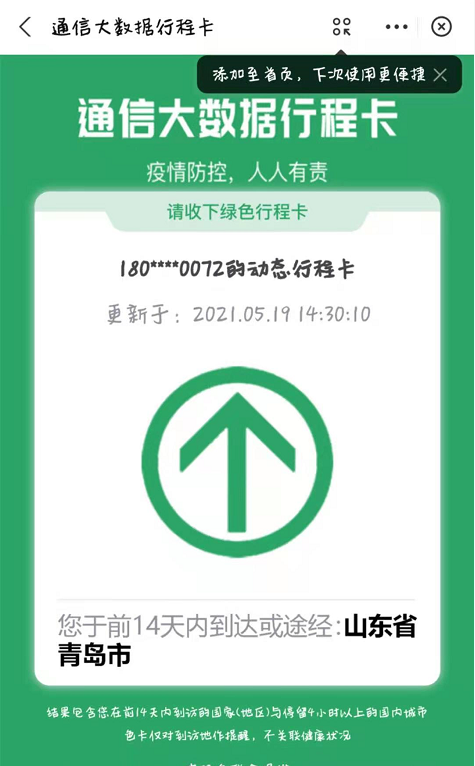 通信大数据行程卡
添加至首页，下次使用更便捷
通信大数据行程卡
疫情防控，人人有责
请收下绿色行程卡
180****0072的动态行程卡
更新于：2021.05.19 14:30:10
您于前14天内到达或途经：山东省
青岛市
结果包含您在前14天内到访的国家(地区)与停留4小时以上的国内城市
色卡仅对到访地作提醒，不关联健康状况